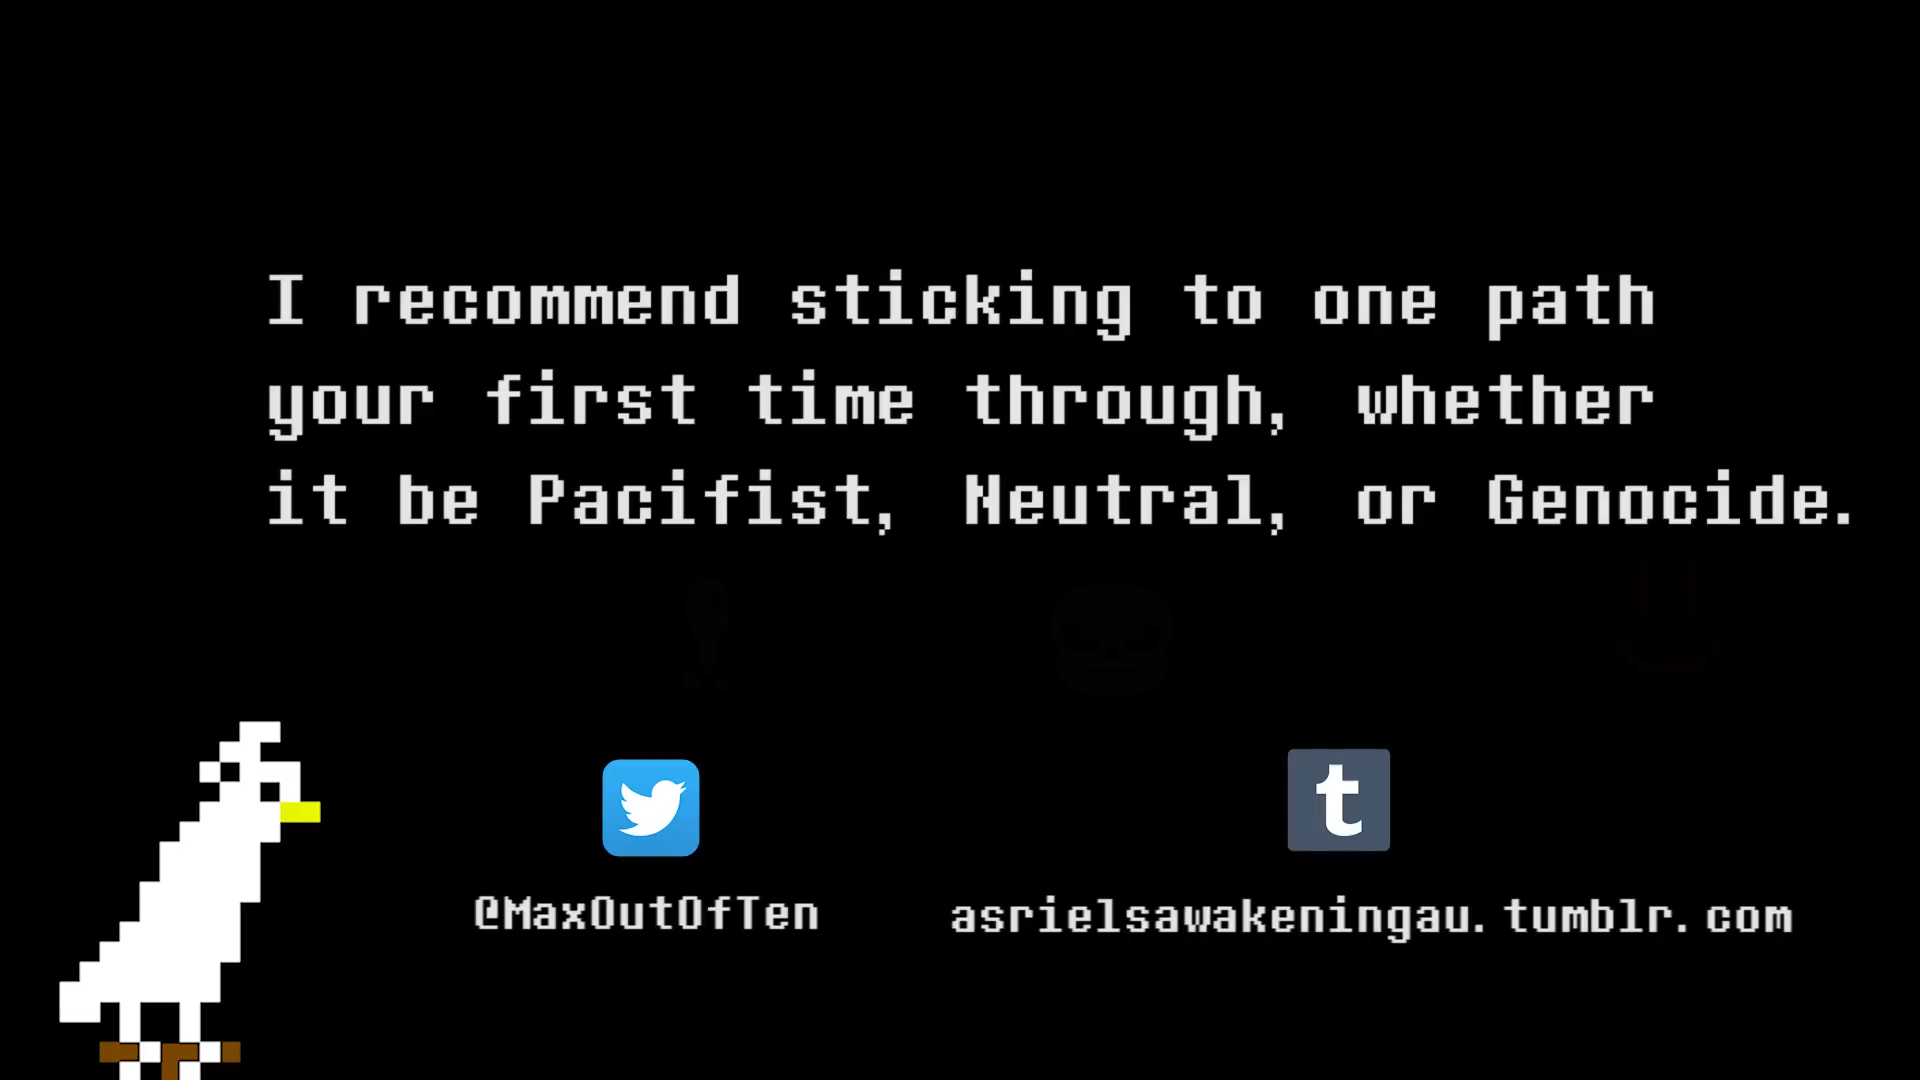 I recommend sticking to one path
your first time through, whether
it be Pacifist, Neutral, or Genocide.
t
@MaxOutOfTen
asrielsawakeningau.tumblr.com